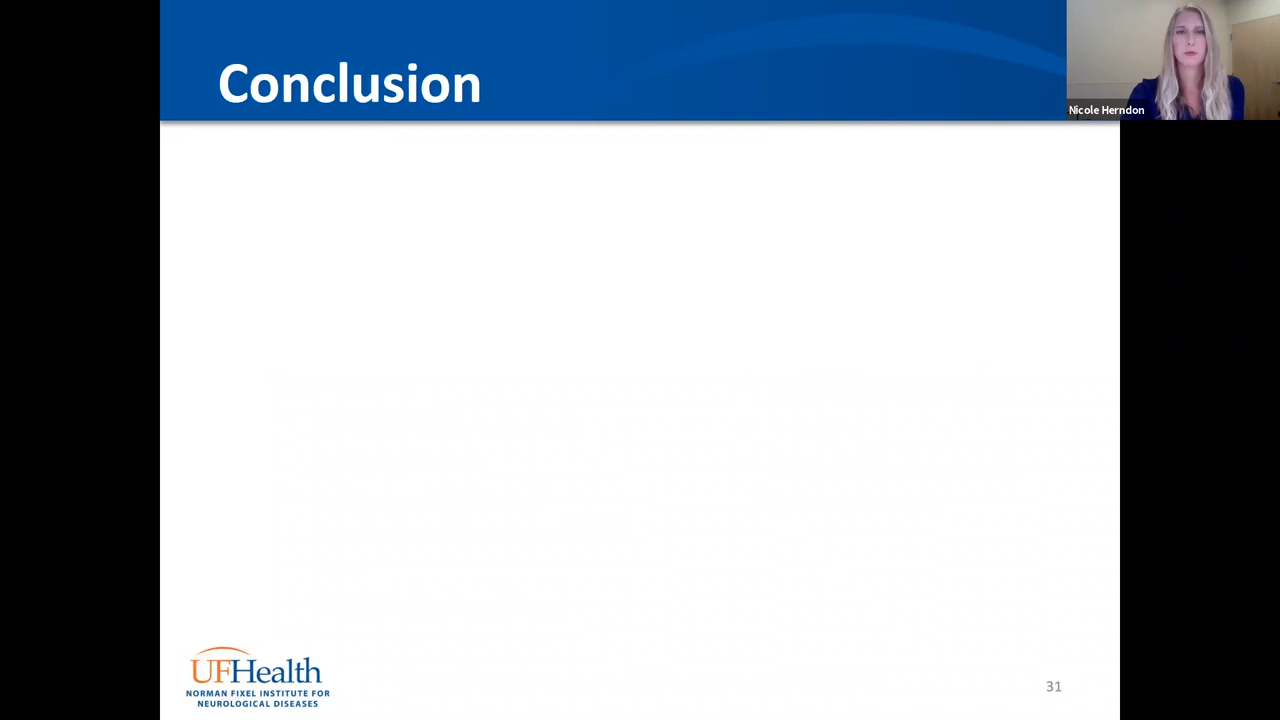 Conclusion
Nicole Herndon
UFHealth
NORMAN FIXEL INSTITUTE FOR
NEUROLOGICAL DISEASES
31